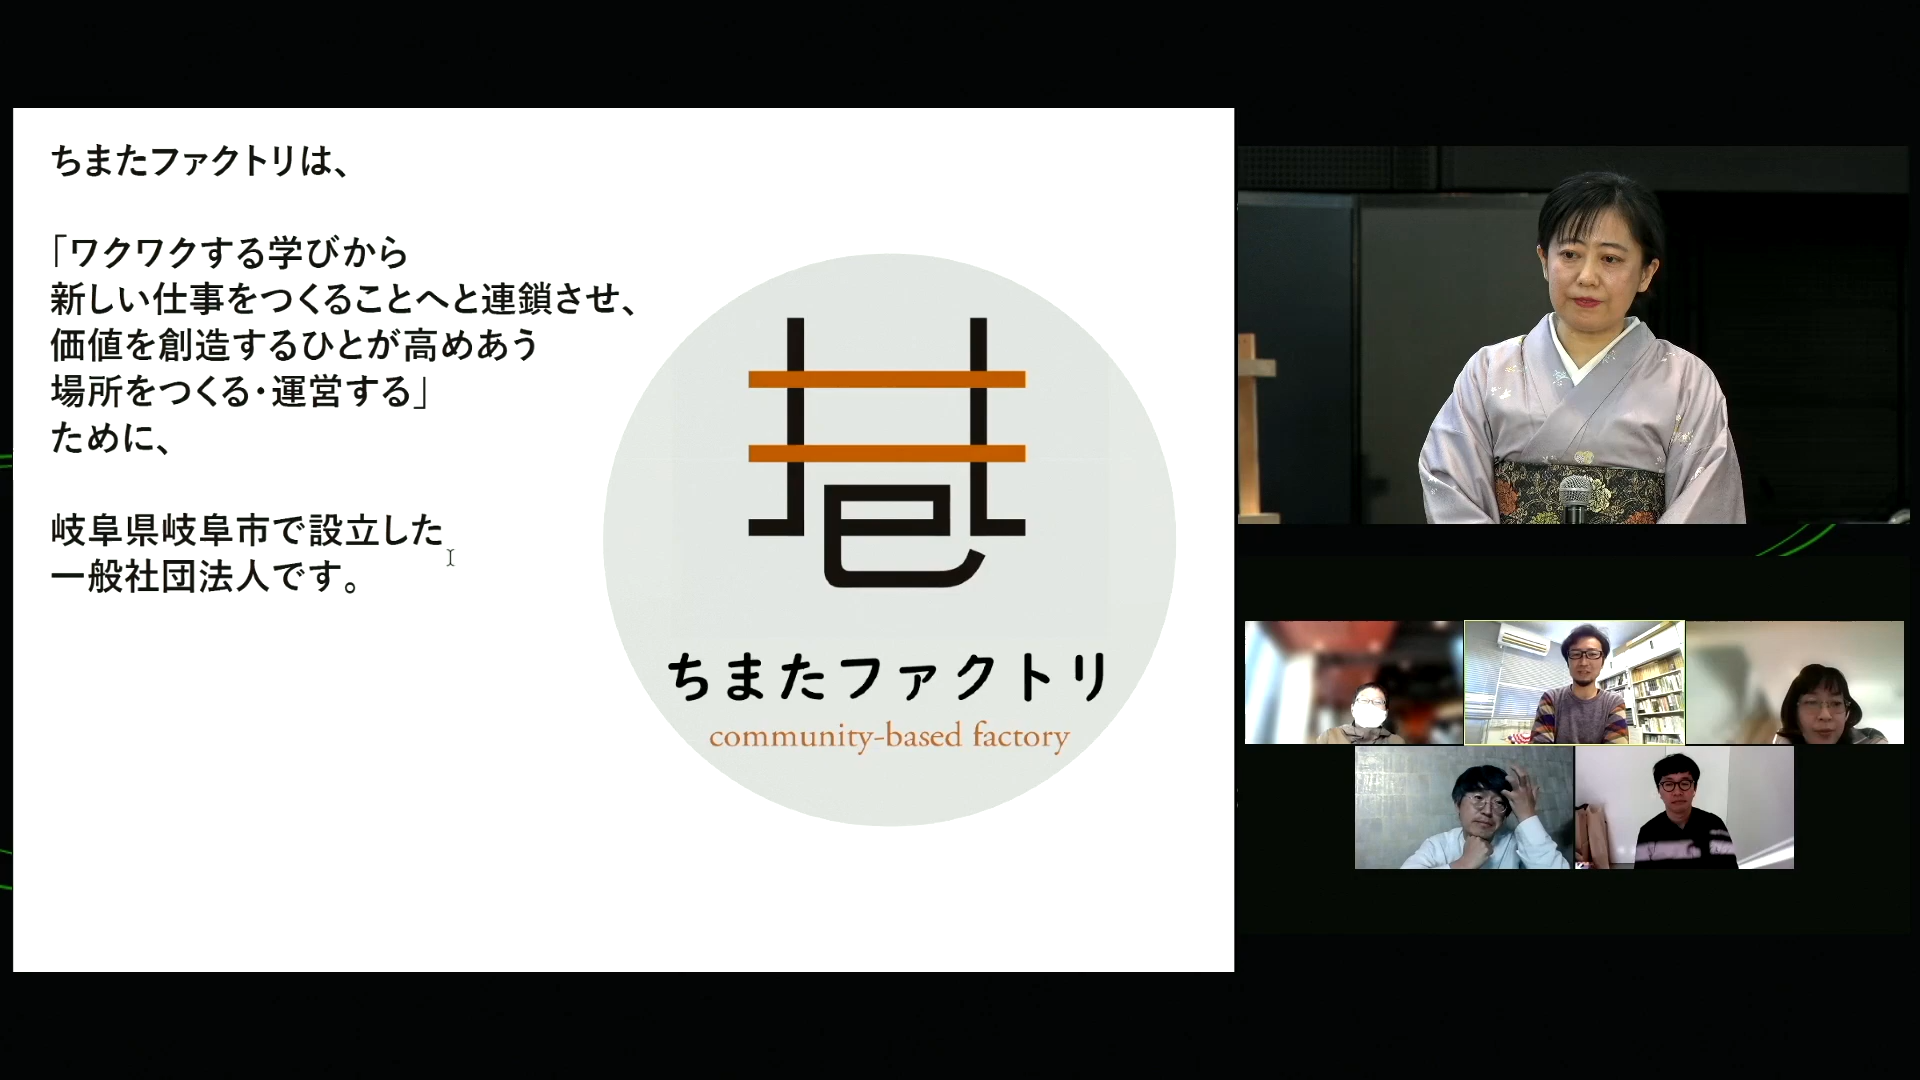 ちまたファクトリは、
「ワクワクする学びから
新しい仕事をつくることへと連鎖させ、
価値を創造するひとが高めあう
場所をつくる・運営する」
ために、
岐阜県岐阜市で設立した
一般社団法人です。
巷
ちまたファクトリ
community-based factory